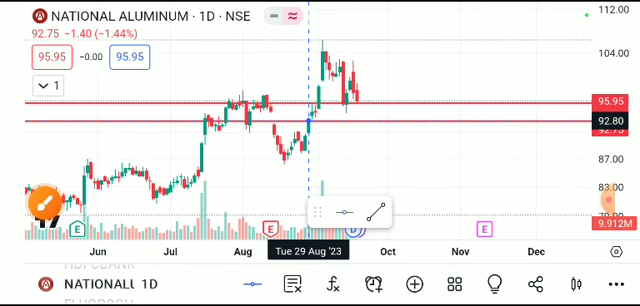 NATIONAL ALUMINUM · 1D · NSE
92.75 −1.40 (−1.44%)
95.95 −0.00 95.95
1
112.00
104.00
95.95
92.80
92.75
87.00
83.00
9.912M
E E D E
Jun Jul Aug Tue 29 Aug '23 Oct Nov Dec
NATIONALU 1D